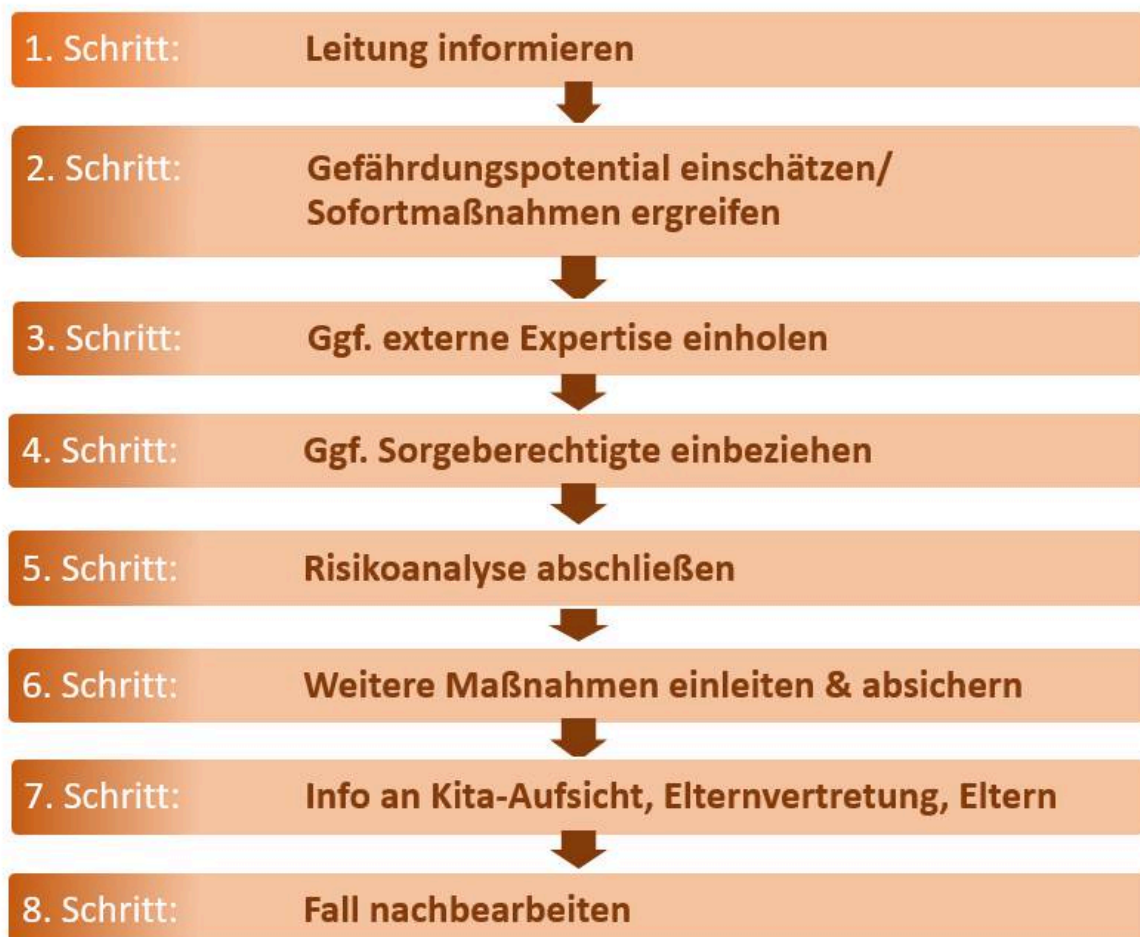 1. Schritt: Leitung informieren
2. Schritt: Gefährdungspotential einschätzen/
Sofortmaßnahmen ergreifen
3. Schritt: Ggf. externe Expertise einholen
4. Schritt: Ggf. Sorgeberechtigte einbeziehen
5. Schritt: Risikoanalyse abschließen
6. Schritt: Weitere Maßnahmen einleiten & absichern
7. Schritt: Info an Kita-Aufsicht, Elternvertretung, Eltern
8. Schritt: Fall nachbearbeiten